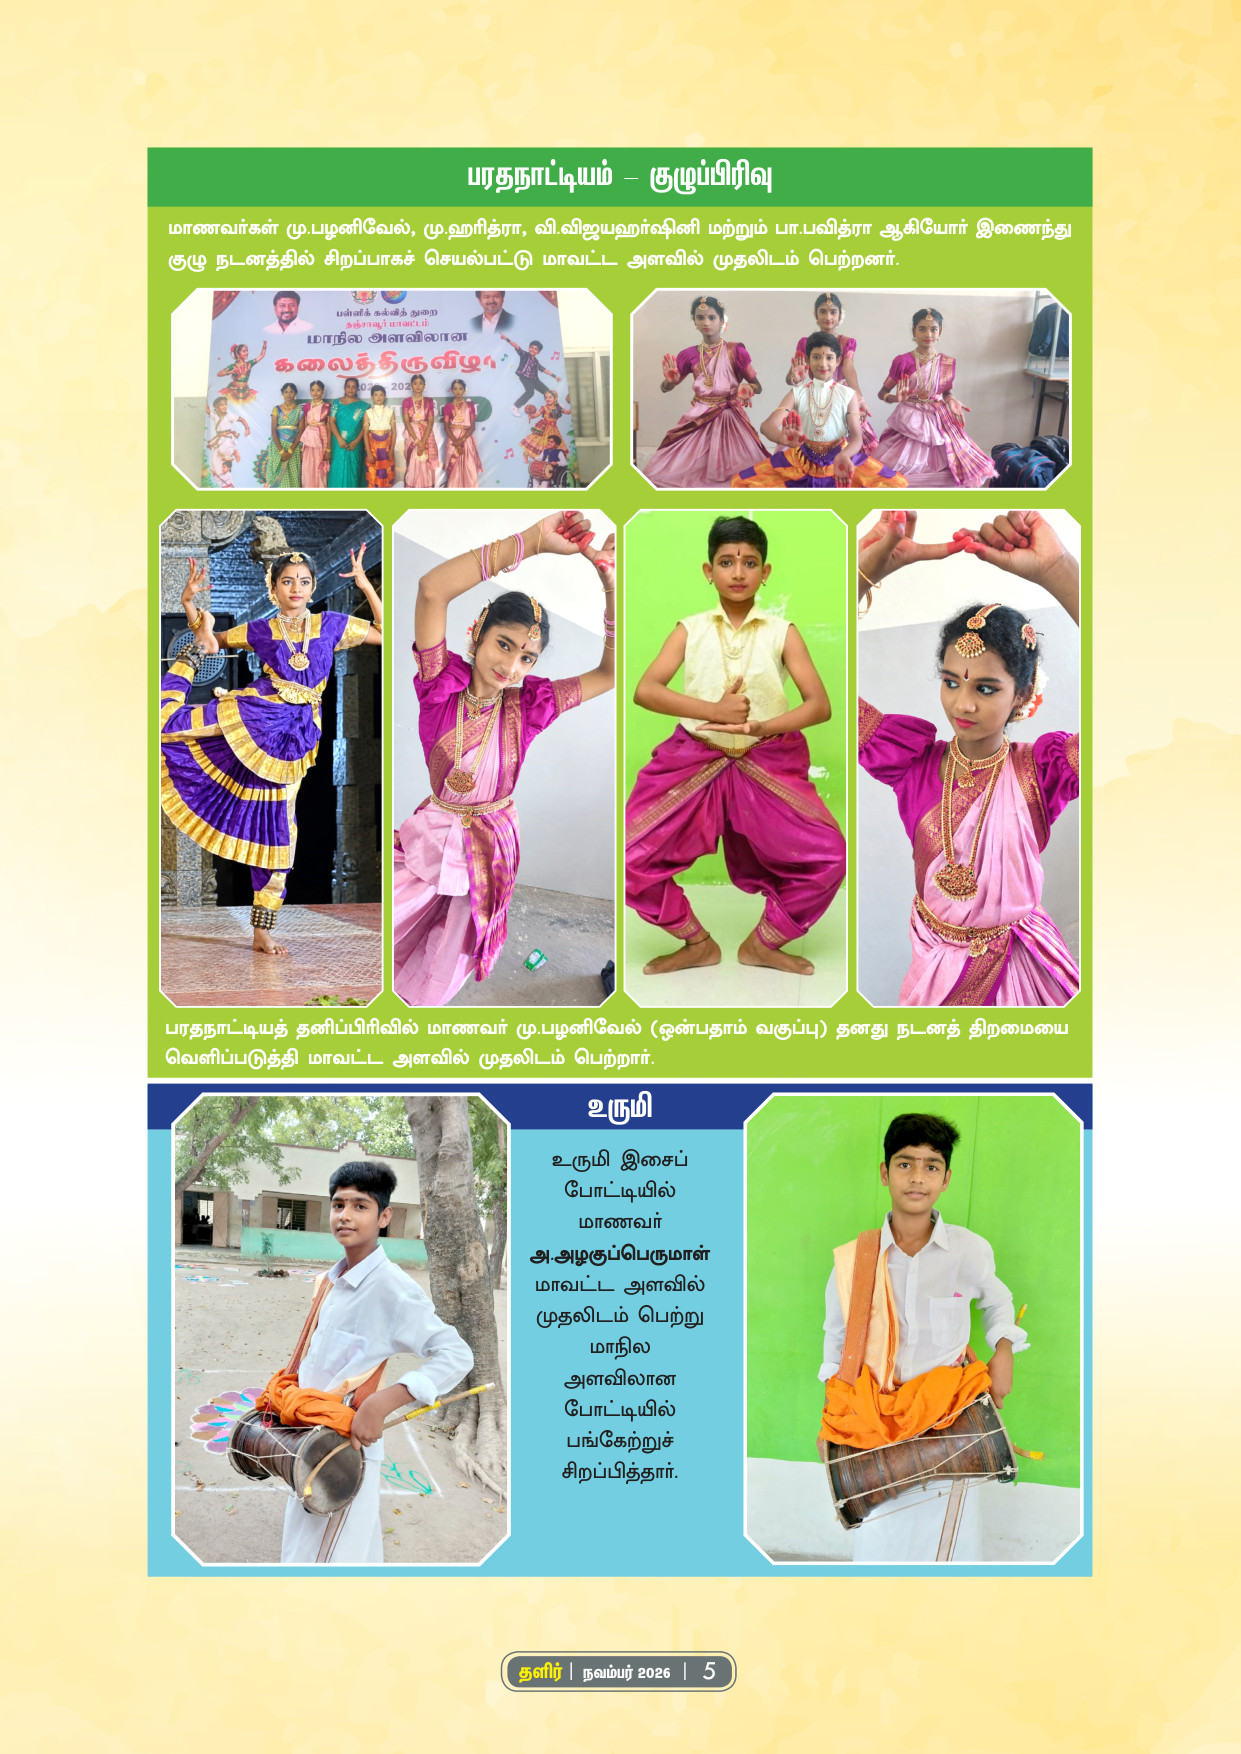 பரதநாட்டியம் – குழுப்பிரிவு
மாணவர்கள் மு.பழனிவேல், மு.ஹரித்ரா, வி.விஜயஹர்ஷினி மற்றும் பா.பவித்ரா ஆகியோர் இணைந்து
குழு நடனத்தில் சிறப்பாகச் செயல்பட்டு மாவட்ட அளவில் முதலிடம் பெற்றனர்.
பள்ளிக் கல்வித் துறை
தஞ்சாவூர் மாவட்டம்
மாநில அளவிலான
கலைத்திருவிழா
பரதநாட்டியத் தனிப்பிரிவில் மாணவர் மு.பழனிவேல் (ஒன்பதாம் வகுப்பு) தனது நடனத் திறமையை
வெளிப்படுத்தி மாவட்ட அளவில் முதலிடம் பெற்றார்.
உருமி
உருமி இசைப்
போட்டியில்
மாணவர்
அ.அழகுப்பெருமாள்
மாவட்ட அளவில்
முதலிடம் பெற்று
மாநில
அளவிலான
போட்டியில்
பங்கேற்றுச்
சிறப்பித்தார்.
தளிர் | நவம்பர் 2026 | 5